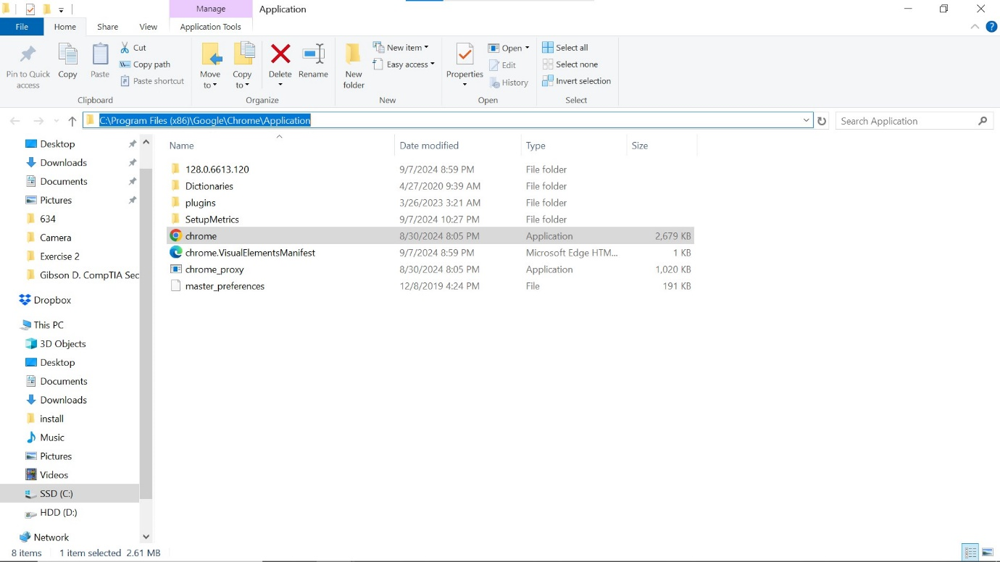 Manage Application
File Home Share View Application Tools
Pin to Quick access
Copy
Paste
Cut
Copy path
Paste shortcut
Clipboard
Move to
Copy to
Delete
Rename
Organize
New folder
New item
Easy access
New
Properties
Open
Edit
History
Open
Select all
Select none
Invert selection
Select
C:\Program Files (x86)\Google\Chrome\Application
Search Application
Desktop
Downloads
Documents
Pictures
634
Camera
Exercise 2
Gibson D. CompTIA Sec
Dropbox
This PC
3D Objects
Desktop
Documents
Downloads
install
Music
Pictures
Videos
SSD (C:)
HDD (D:)
Network
Name Date modified Type Size
128.0.6613.120 9/7/2024 8:59 PM File folder
Dictionaries 4/27/2020 9:39 AM File folder
plugins 3/26/2023 3:21 AM File folder
SetupMetrics 9/7/2024 10:27 PM File folder
chrome 8/30/2024 8:05 PM Application 2,679 KB
chrome.VisualElementsManifest 9/7/2024 8:59 PM Microsoft Edge HTM... 1 KB
chrome_proxy 8/30/2024 8:05 PM Application 1,020 KB
master_preferences 12/8/2019 4:24 PM File 191 KB
8 items 1 item selected 2.61 MB